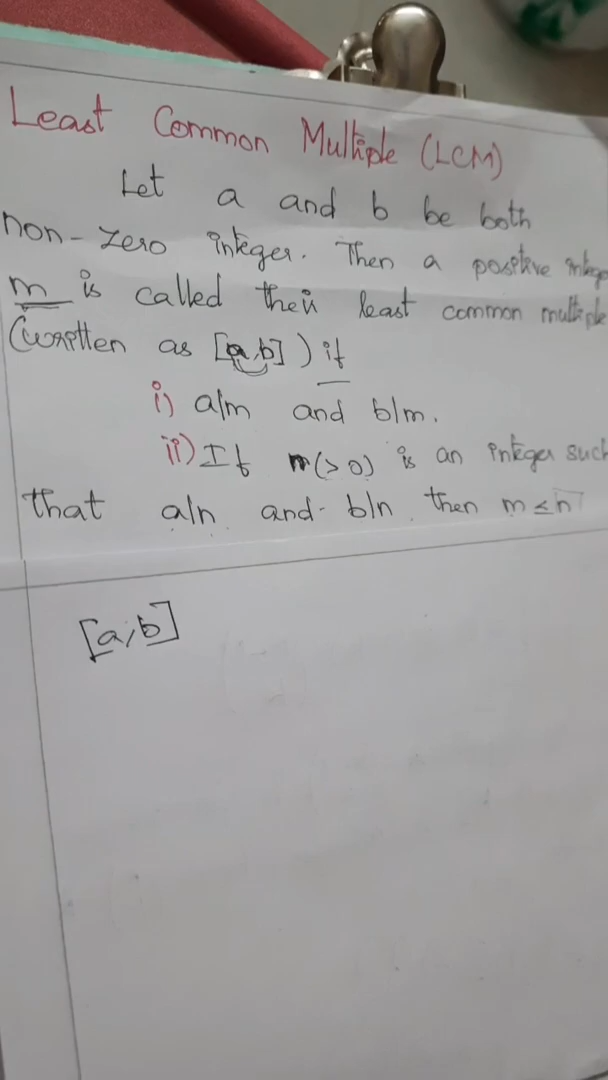 Least Common Multiple (LCM)
Let a and b be both
non-zero integer. Then a positive intege
m is called their least common multiple
(written as [a,b]) if
i) a|m and b|m.
ii) If n(>0) is an integer such
that a|n and b|n then m ≤ n
[a,b]